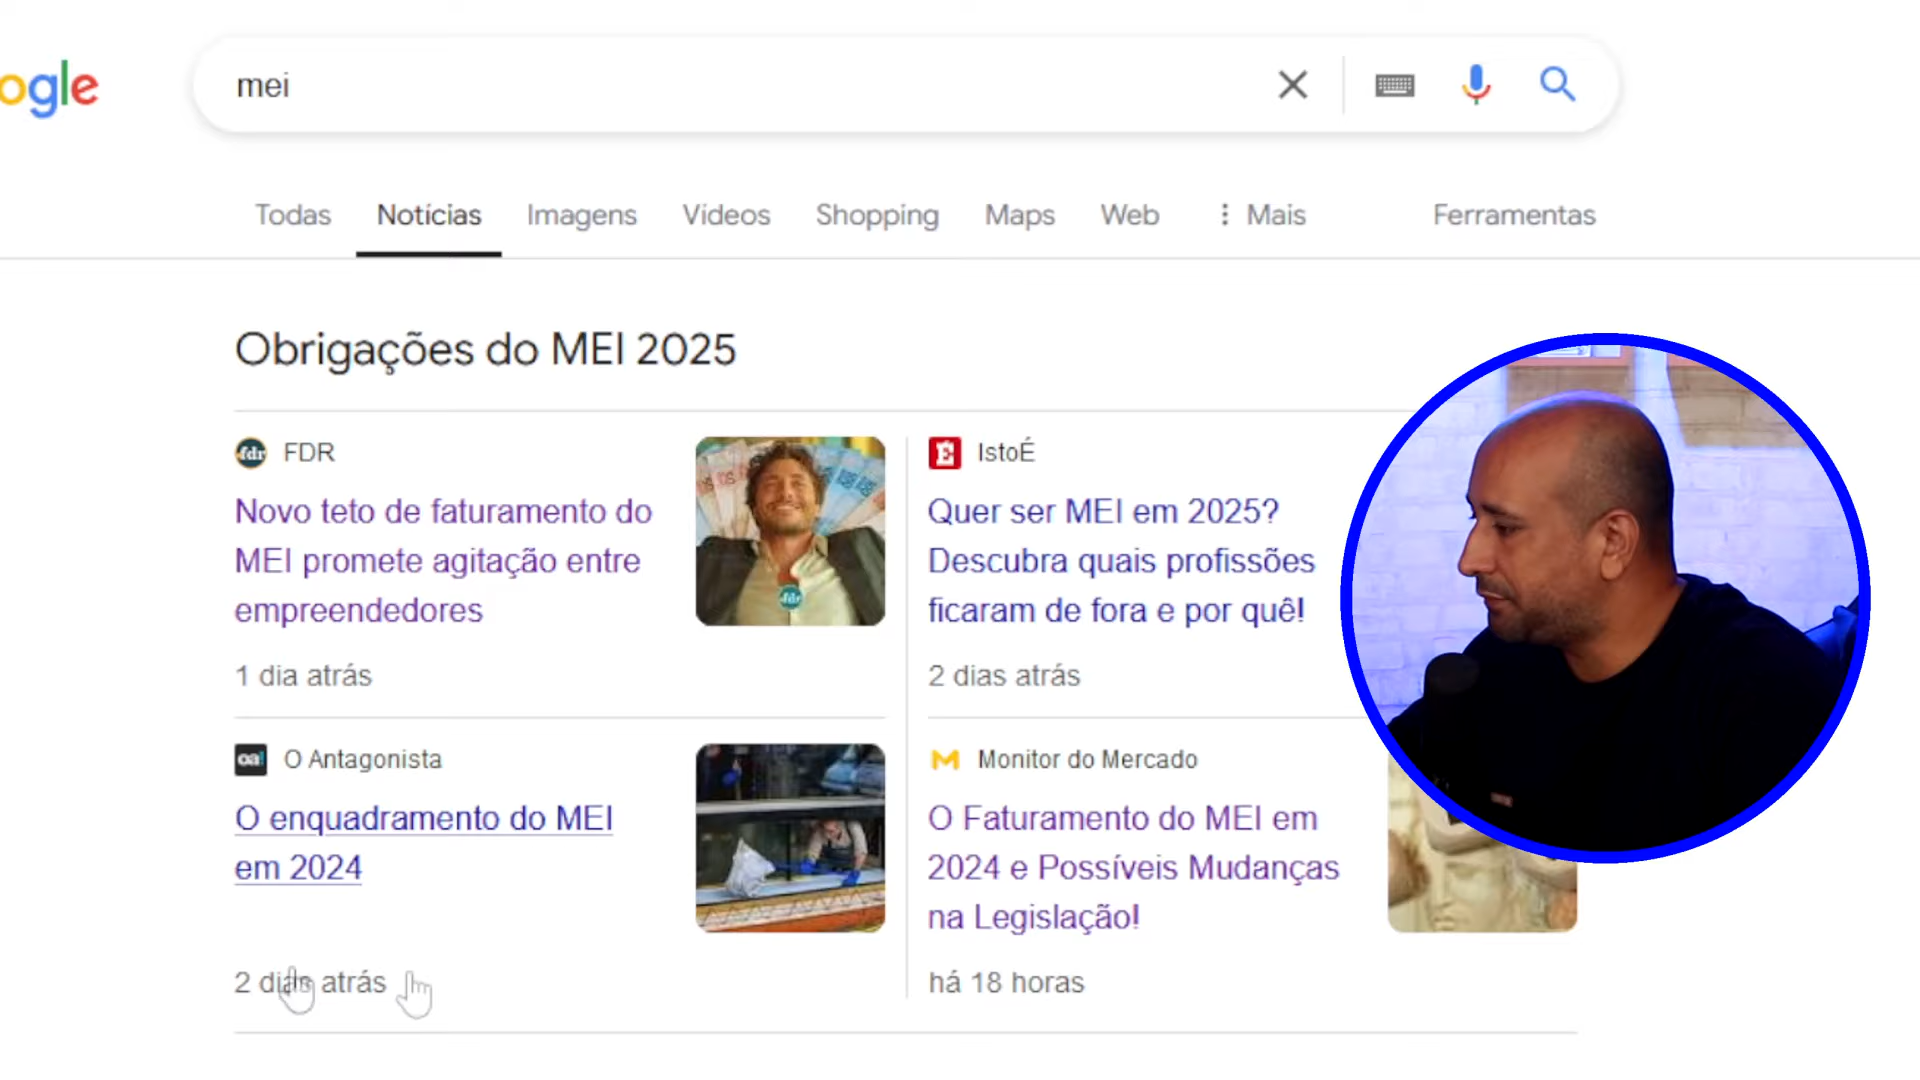 ogle
mei
Todas Notícias Imagens Vídeos Shopping Maps Web Mais Ferramentas
Obrigações do MEI 2025
fdr FDR
Novo teto de faturamento do
MEI promete agitação entre
empreendedores
1 dia atrás
fdr
É IstoÉ
Quer ser MEI em 2025?
Descubra quais profissões
ficaram de fora e por quê!
2 dias atrás
oa! O Antagonista
O enquadramento do MEI
em 2024
2 dias atrás
Monitor do Mercado
O Faturamento do MEI em
2024 e Possíveis Mudanças
na Legislação!
há 18 horas